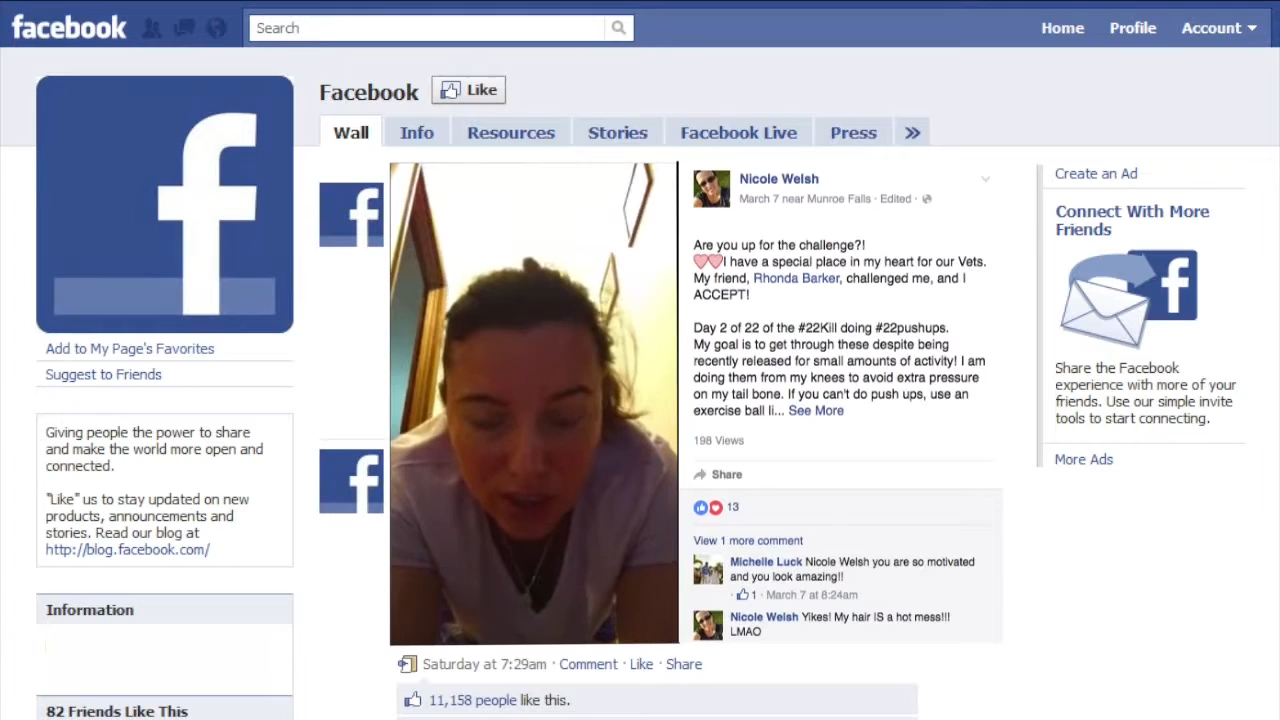 facebook
Search
Home
Profile
Account
Facebook
Like
Wall
Info
Resources
Stories
Facebook Live
Press
»
Add to My Page's Favorites
Suggest to Friends
Giving people the power to share
and make the world more open and
connected.
"Like" us to stay updated on new
products, announcements and
stories. Read our blog at
http://blog.facebook.com/
Information
82 Friends Like This
Nicole Welsh
March 7 near Munroe Falls · Edited ·
Are you up for the challenge?!
I have a special place in my heart for our Vets.
My friend, Rhonda Barker, challenged me, and I
ACCEPT!
Day 2 of 22 of the #22Kill doing #22pushups.
My goal is to get through these despite being
recently released for small amounts of activity! I am
doing them from my knees to avoid extra pressure
on my tail bone. If you can't do push ups, use an
exercise ball li... See More
198 Views
Share
13
View 1 more comment
Michelle Luck Nicole Welsh you are so motivated
and you look amazing!!
· 1 · March 7 at 8:24am
Nicole Welsh Yikes! My hair IS a hot mess!!!
LMAO
Saturday at 7:29am · Comment · Like · Share
11,158 people like this.
Create an Ad
Connect With More
Friends
Share the Facebook
experience with more of your
friends. Use our simple invite
tools to start connecting.
More Ads